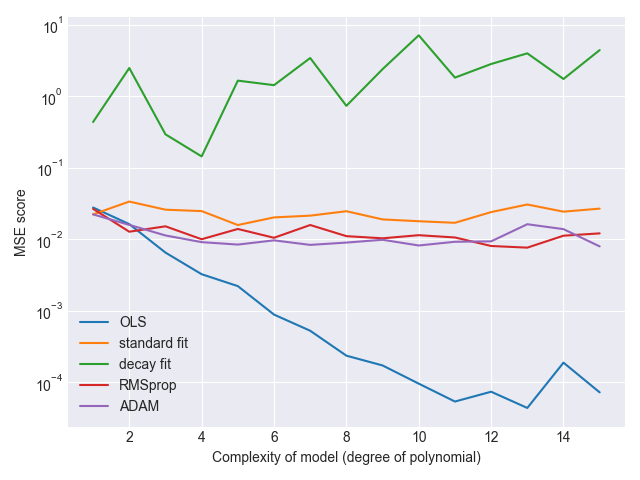 10¹
10⁰
10⁻¹
10⁻²
10⁻³
10⁻⁴
MSE score
OLS
standard fit
decay fit
RMSprop
ADAM
2 4 6 8 10 12 14
Complexity of model (degree of polynomial)